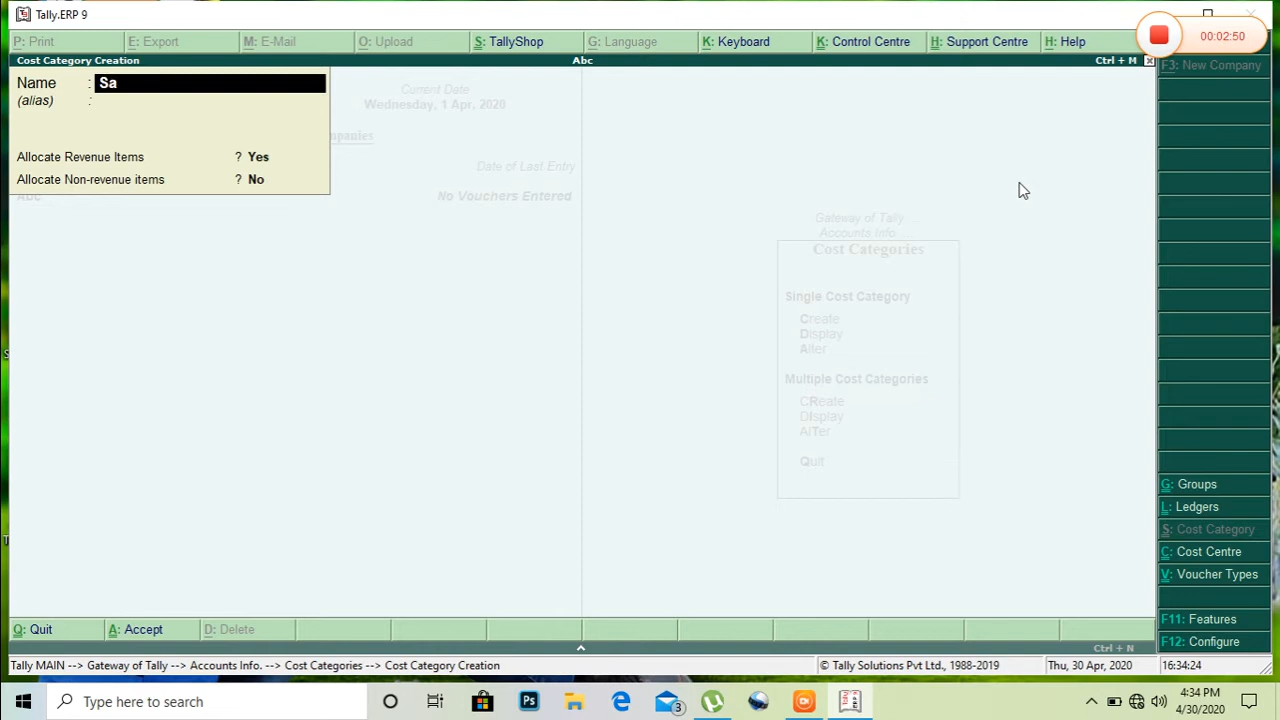 Tally.ERP 9
P: Print
E: Export
M: E-Mail
O: Upload
S: TallyShop
G: Language
K: Keyboard
K: Control Centre
H: Support Centre
H: Help
00:02:50
Cost Category Creation
Abc
Ctrl + M
F3: New Company
Name : Sa
(alias) :
Current Date
Wednesday, 1 Apr, 2020
mpanies
Date of Last Entry
Allocate Revenue Items ? Yes
Allocate Non-revenue items ? No
Abc
No Vouchers Entered
Gateway of Tally ...
Accounts Info. ...
Cost Categories
Single Cost Category
Create
Display
Alter
Multiple Cost Categories
CReate
DIsplay
AlTer
Quit
G: Groups
L: Ledgers
S: Cost Category
C: Cost Centre
V: Voucher Types
F11: Features
F12: Configure
Q: Quit
A: Accept
D: Delete
Ctrl + N
Tally MAIN --> Gateway of Tally --> Accounts Info. --> Cost Categories --> Cost Category Creation
© Tally Solutions Pvt Ltd., 1988-2019
Thu, 30 Apr, 2020
16:34:24
Type here to search
Ps
3
4:34 PM
4/30/2020